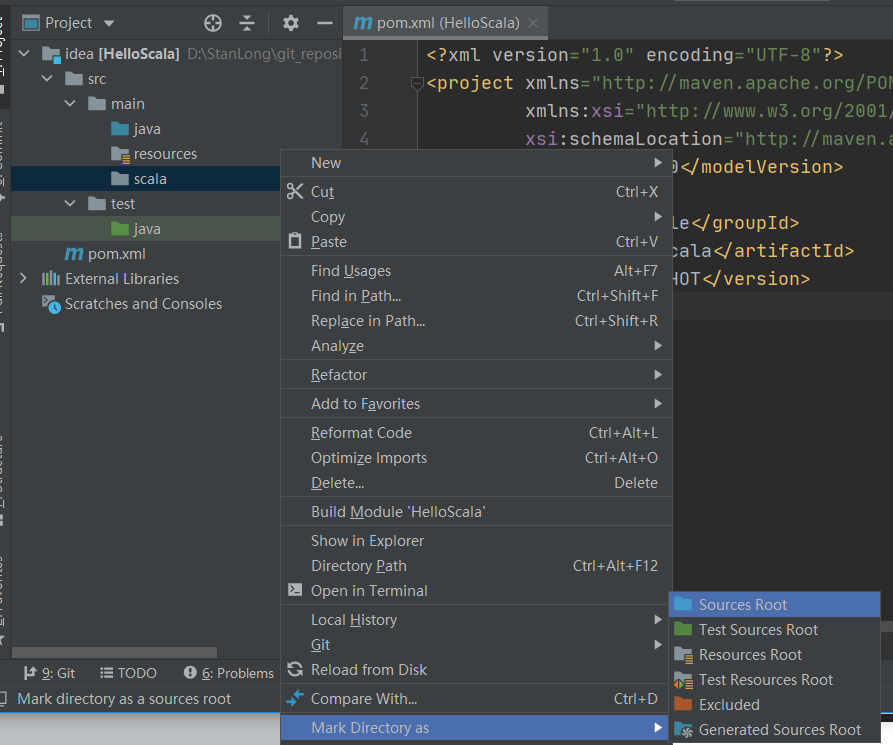 Project
pom.xml (HelloScala)
idea [HelloScala] D:\StanLong\git_reposi
src
main
java
resources
scala
test
java
pom.xml
External Libraries
Scratches and Consoles
1 <?xml version="1.0" encoding="UTF-8"?>
2 <project xmlns="http://maven.apache.org/PO
3 xmlns:xsi="http://www.w3.org/2001/
4 xsi:schemaLocation="http://maven.a
0</modelVersion>
le</groupId>
cala</artifactId>
HOT</version>
New
Cut Ctrl+X
Copy
Paste Ctrl+V
Find Usages Alt+F7
Find in Path... Ctrl+Shift+F
Replace in Path... Ctrl+Shift+R
Analyze
Refactor
Add to Favorites
Reformat Code Ctrl+Alt+L
Optimize Imports Ctrl+Alt+O
Delete... Delete
Build Module 'HelloScala'
Show in Explorer
Directory Path Ctrl+Alt+F12
Open in Terminal
Local History
Git
Reload from Disk
Compare With... Ctrl+D
Mark Directory as
Sources Root
Test Sources Root
Resources Root
Test Resources Root
Excluded
Generated Sources Root
9: Git
TODO
6: Problems
Mark directory as a sources root